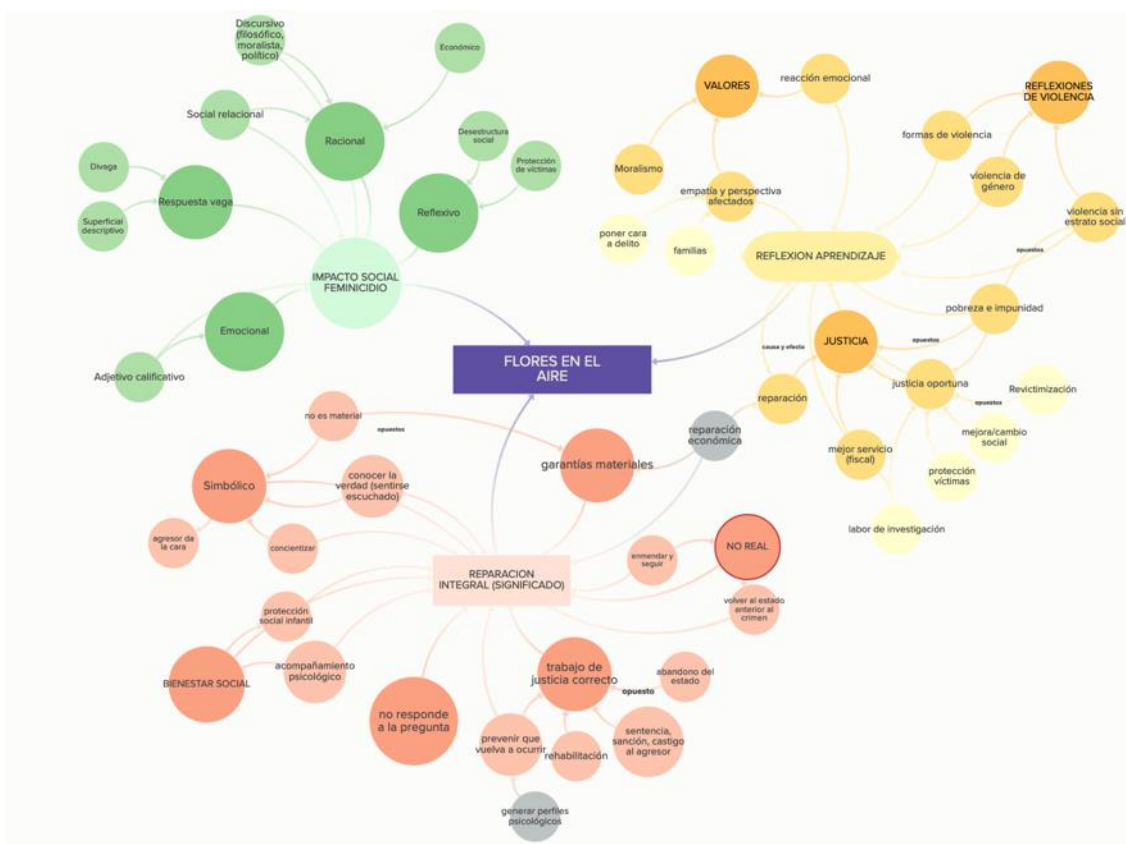 Discursivo
(filosófico,
moralista,
político)
Económico
Social relacional
Racional
Desestructura
social
Protección
de víctimas
Divaga
Respuesta vaga
Reflexivo
Superficial
descriptivo
IMPACTO SOCIAL
FEMINICIDIO
Emocional
Adjetivo calificativo
VALORES
reacción emocional
REFLEXIONES
DE VIOLENCIA
formas de violencia
Moralismo
empatía y perspectiva
afectados
violencia de
género
violencia sin
estrato social
poner cara
a delito
familias
REFLEXION APRENDIZAJE
opuestos
pobreza e impunidad
JUSTICIA
opuestos
causa y efecto
justicia oportuna
Revictimización
opuestos
reparación
mejora/cambio
social
mejor servicio
(fiscal)
protección
víctimas
labor de investigación
FLORES EN EL
AIRE
no es material
opuestos
reparación
económica
garantías materiales
Simbólico
conocer la
verdad (sentirse
escuchado)
agresor da
la cara
concientizar
REPARACION
INTEGRAL (SIGNIFICADO)
enmendar y
seguir
NO REAL
volver al estado
anterior al
crimen
protección
social infantil
BIENESTAR SOCIAL
acompañamiento
psicológico
trabajo de
justicia correcto
abandono del
estado
opuesto
no responde
a la pregunta
prevenir que
vuelva a ocurrir
rehabilitación
sentencia,
sanción, castigo
al agresor
generar perfiles
psicológicos